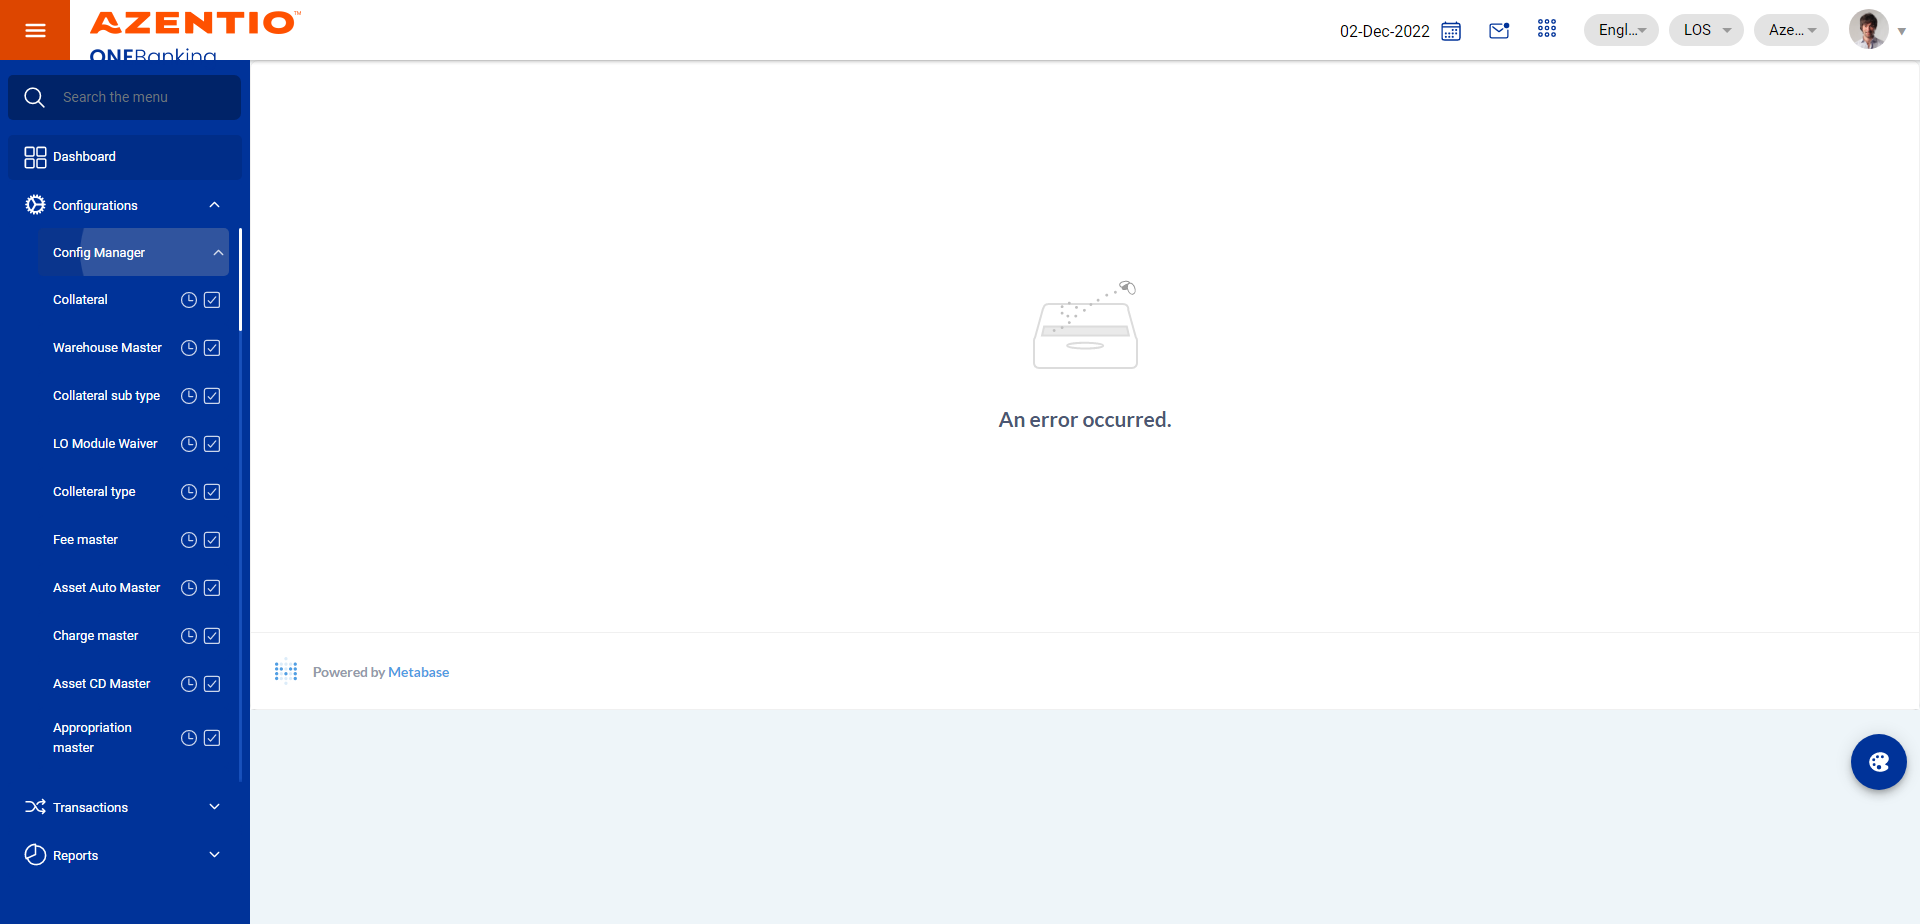 AZENTIO™
ONEBanking
02-Dec-2022
Engl...
LOS
Aze...
Search the menu
Dashboard
Configurations
Config Manager
Collateral
Warehouse Master
Collateral sub type
LO Module Waiver
Colleteral type
Fee master
Asset Auto Master
Charge master
Asset CD Master
Appropriation
master
Transactions
Reports
An error occurred.
Powered by Metabase